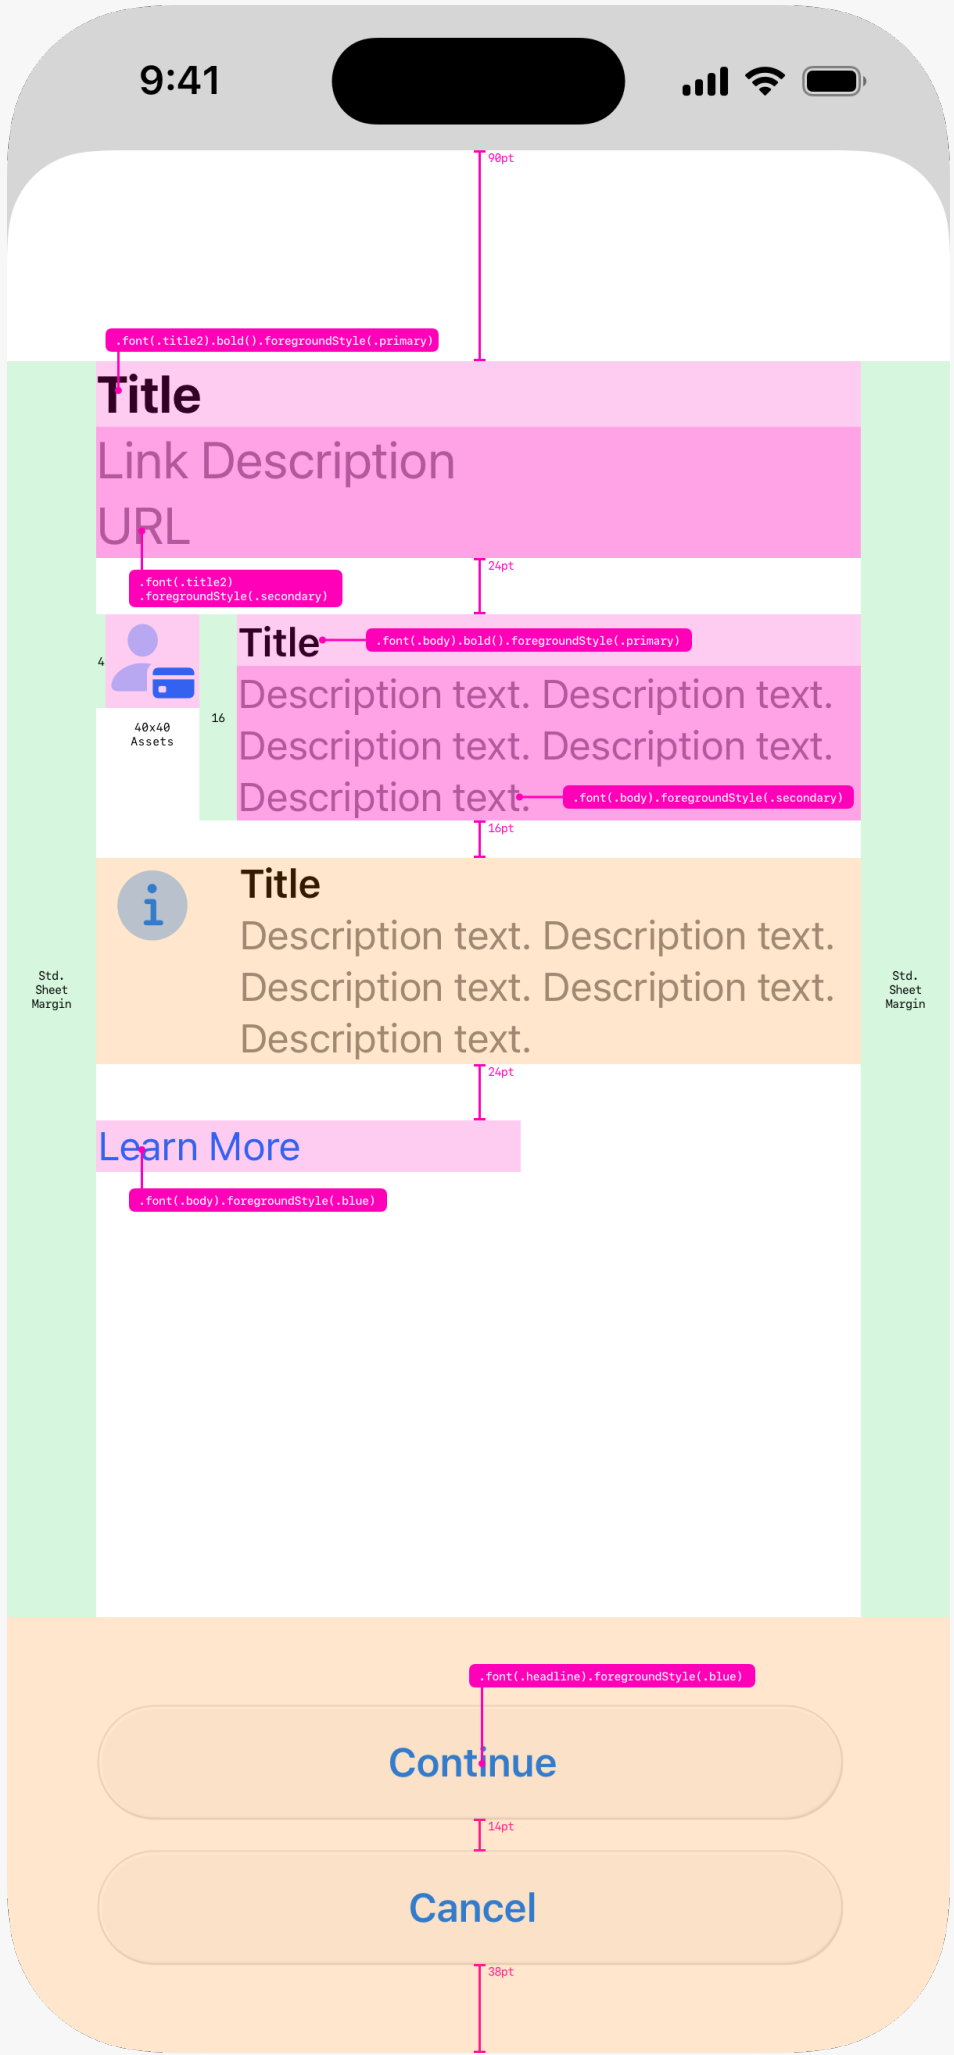 9:41
90pt
.font(.title2).bold().foregroundStyle(.primary)
Title
Link Description
URL
24pt
.font(.title2)
.foregroundStyle(.secondary)
Title
.font(.body).bold().foregroundStyle(.primary)
4
Description text. Description text.
16
40x40
Assets
Description text. Description text.
Description text.
.font(.body).foregroundStyle(.secondary)
16pt
Title
Description text. Description text.
Description text. Description text.
Description text.
Std.
Sheet
Margin
Std.
Sheet
Margin
24pt
Learn More
.font(.body).foregroundStyle(.blue)
.font(.headline).foregroundStyle(.blue)
Continue
14pt
Cancel
38pt